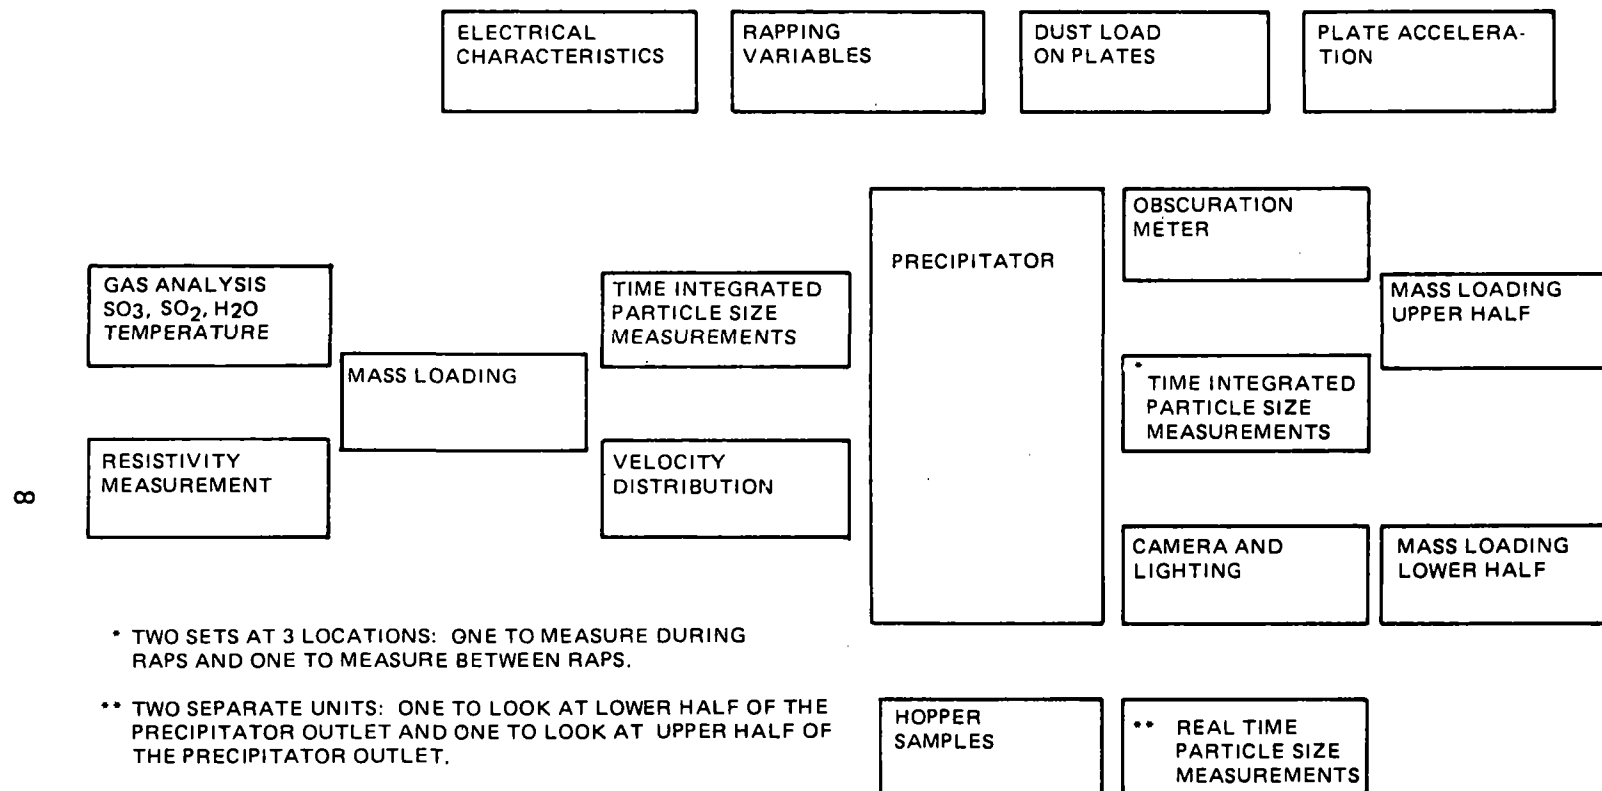 ELECTRICAL
CHARACTERISTICS
RAPPING
VARIABLES
DUST LOAD
ON PLATES
PLATE ACCELERA-
TION
GAS ANALYSIS
SO3, SO2, H2O
TEMPERATURE
RESISTIVITY
MEASUREMENT
MASS LOADING
TIME INTEGRATED
PARTICLE SIZE
MEASUREMENTS
VELOCITY
DISTRIBUTION
PRECIPITATOR
OBSCURATION
METER
* TIME INTEGRATED
PARTICLE SIZE
MEASUREMENTS
CAMERA AND
LIGHTING
MASS LOADING
UPPER HALF
MASS LOADING
LOWER HALF
8
* TWO SETS AT 3 LOCATIONS: ONE TO MEASURE DURING
RAPS AND ONE TO MEASURE BETWEEN RAPS.
** TWO SEPARATE UNITS: ONE TO LOOK AT LOWER HALF OF THE
PRECIPITATOR OUTLET AND ONE TO LOOK AT UPPER HALF OF
THE PRECIPITATOR OUTLET.
HOPPER
SAMPLES
** REAL TIME
PARTICLE SIZE
MEASUREMENTS